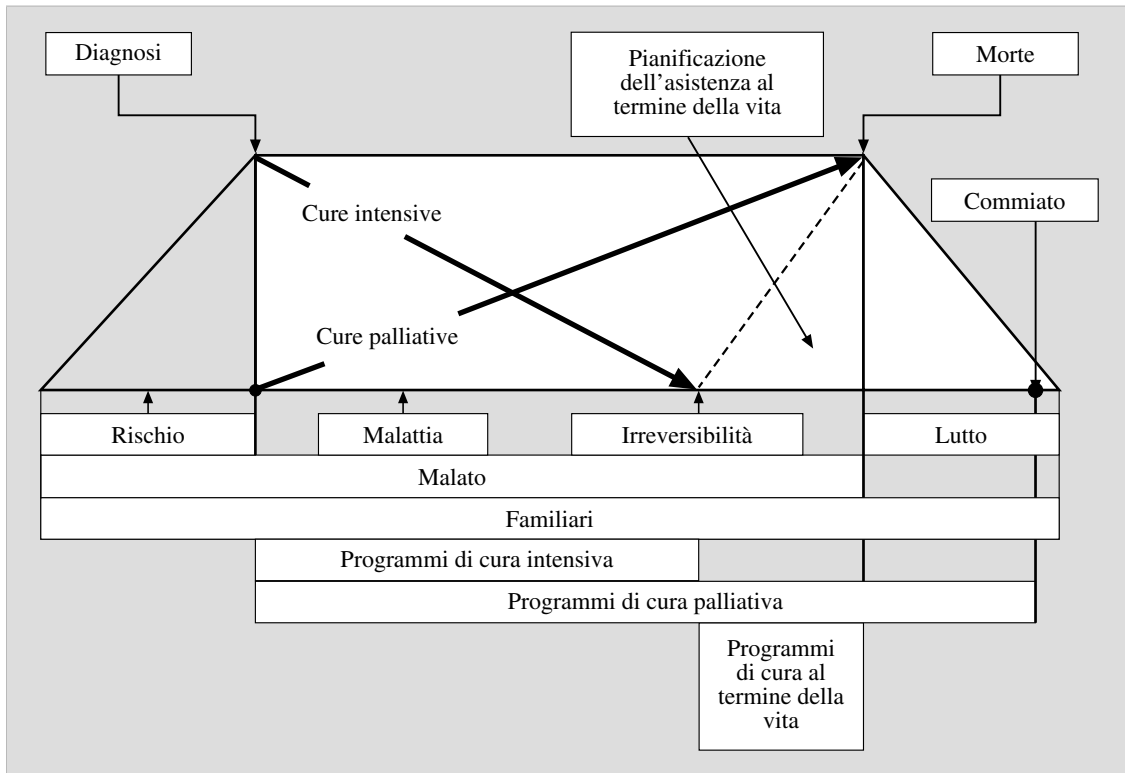 Diagnosi
Pianificazione
dell'asistenza al
termine della vita
Morte
Commiato
Cure intensive
Cure palliative
Rischio
Malattia
Irreversibilità
Lutto
Malato
Familiari
Programmi di cura intensiva
Programmi di cura palliativa
Programmi
di cura al
termine della
vita